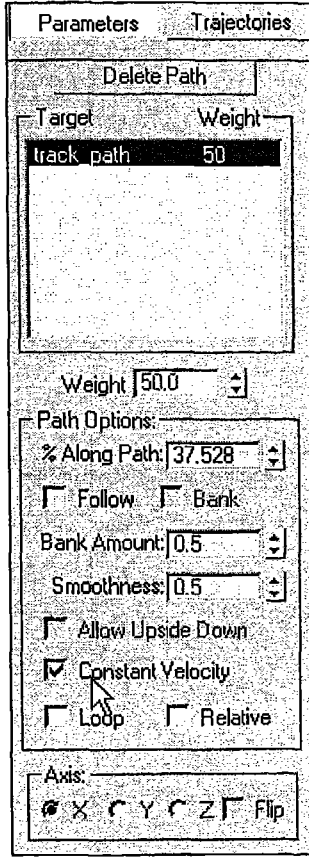 Parameters Trajectories
Delete Path
Target Weight
track_path 50
Weight 50.0
Path Options:
% Along Path: 37.528
Follow Bank
Bank Amount: 0.5
Smoothness: 0.5
Allow Upside Down
Constant Velocity
Loop Relative
Axis:
X Y Z Flip